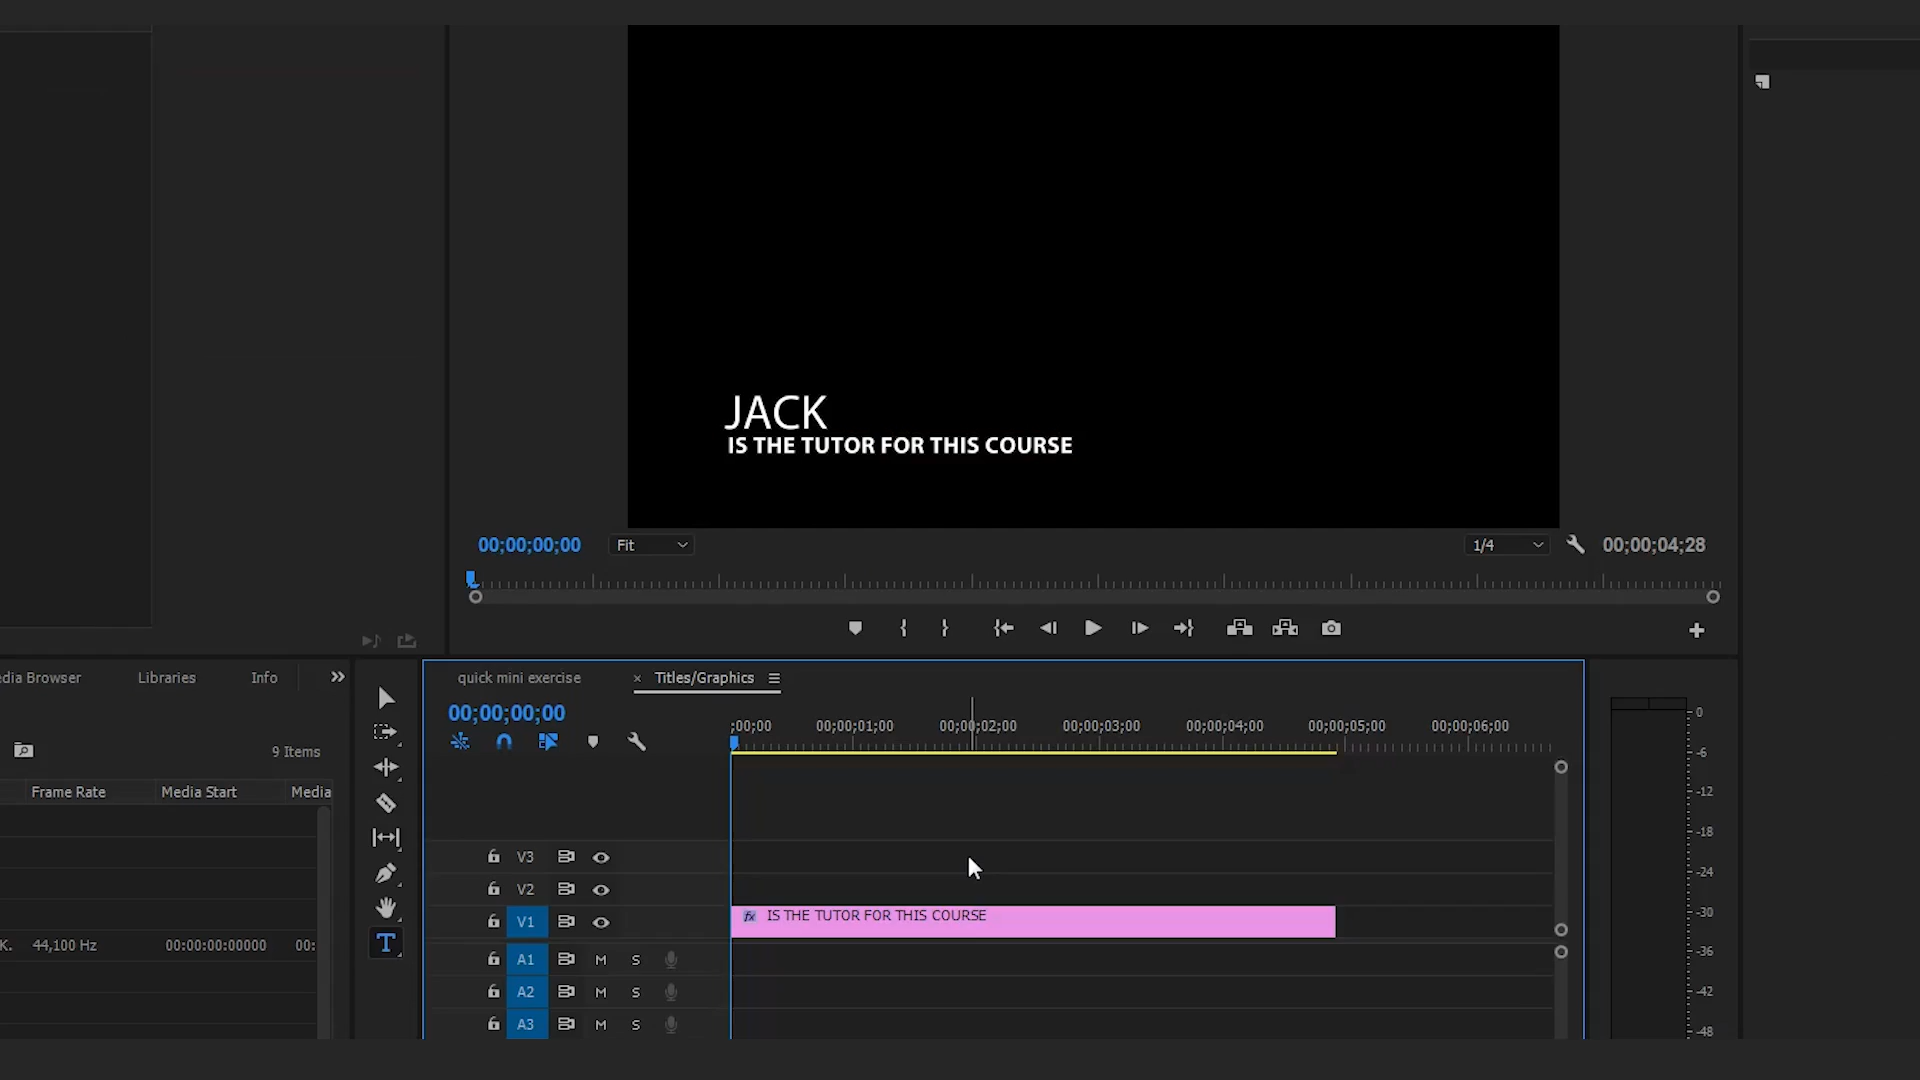 JACK
IS THE TUTOR FOR THIS COURSE
00;00;00;00
Fit
1/4
00;00;04;28
dia Browser
Libraries
Info
quick mini exercise
× Titles/Graphics
00;00;00;00
;00;00
00;00;01;00
00;00;02;00
00;00;03;00
00;00;04;00
00;00;05;00
00;00;06;00
9 Items
Frame Rate
Media Start
Media
K.
44,100 Hz
00:00:00:00000
00:
V3
V2
V1
fx IS THE TUTOR FOR THIS COURSE
A1 M S
A2 M S
A3 M S
0
-6
-12
-18
-24
-30
-36
-42
-48